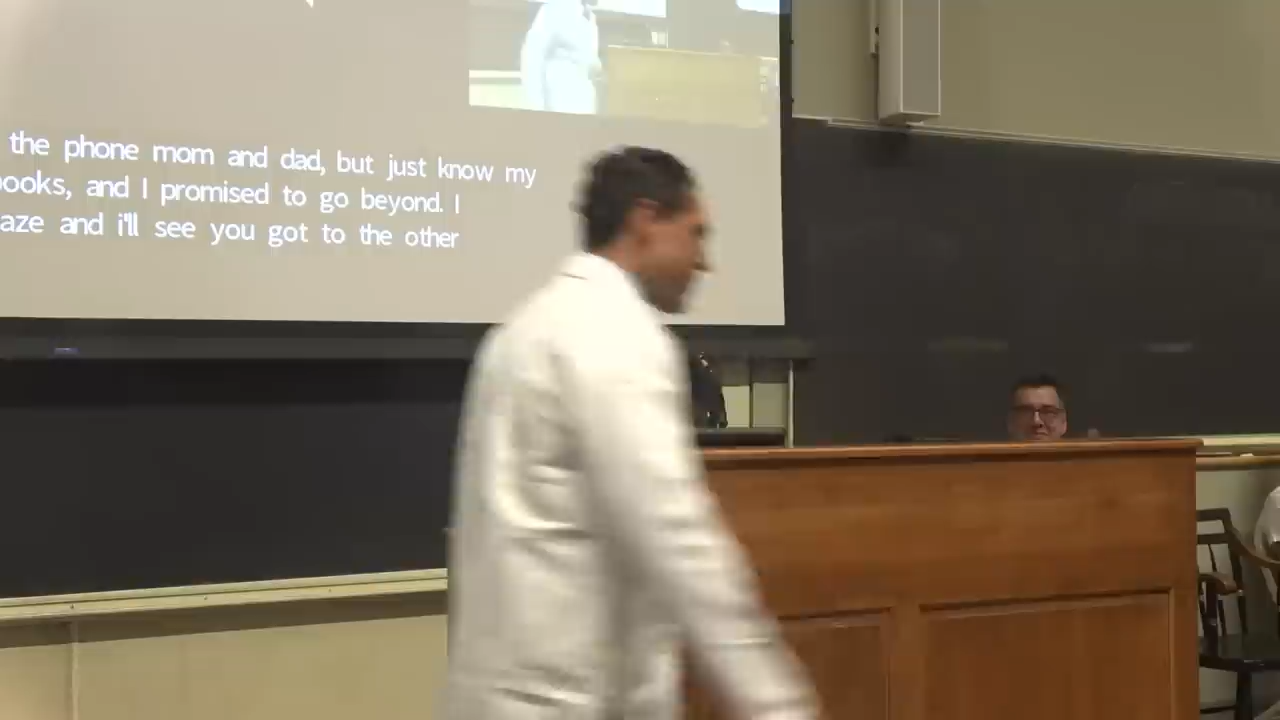 the phone mom and dad, but just know my
ooks, and I promised to go beyond. I
aze and i'll see you got to the other